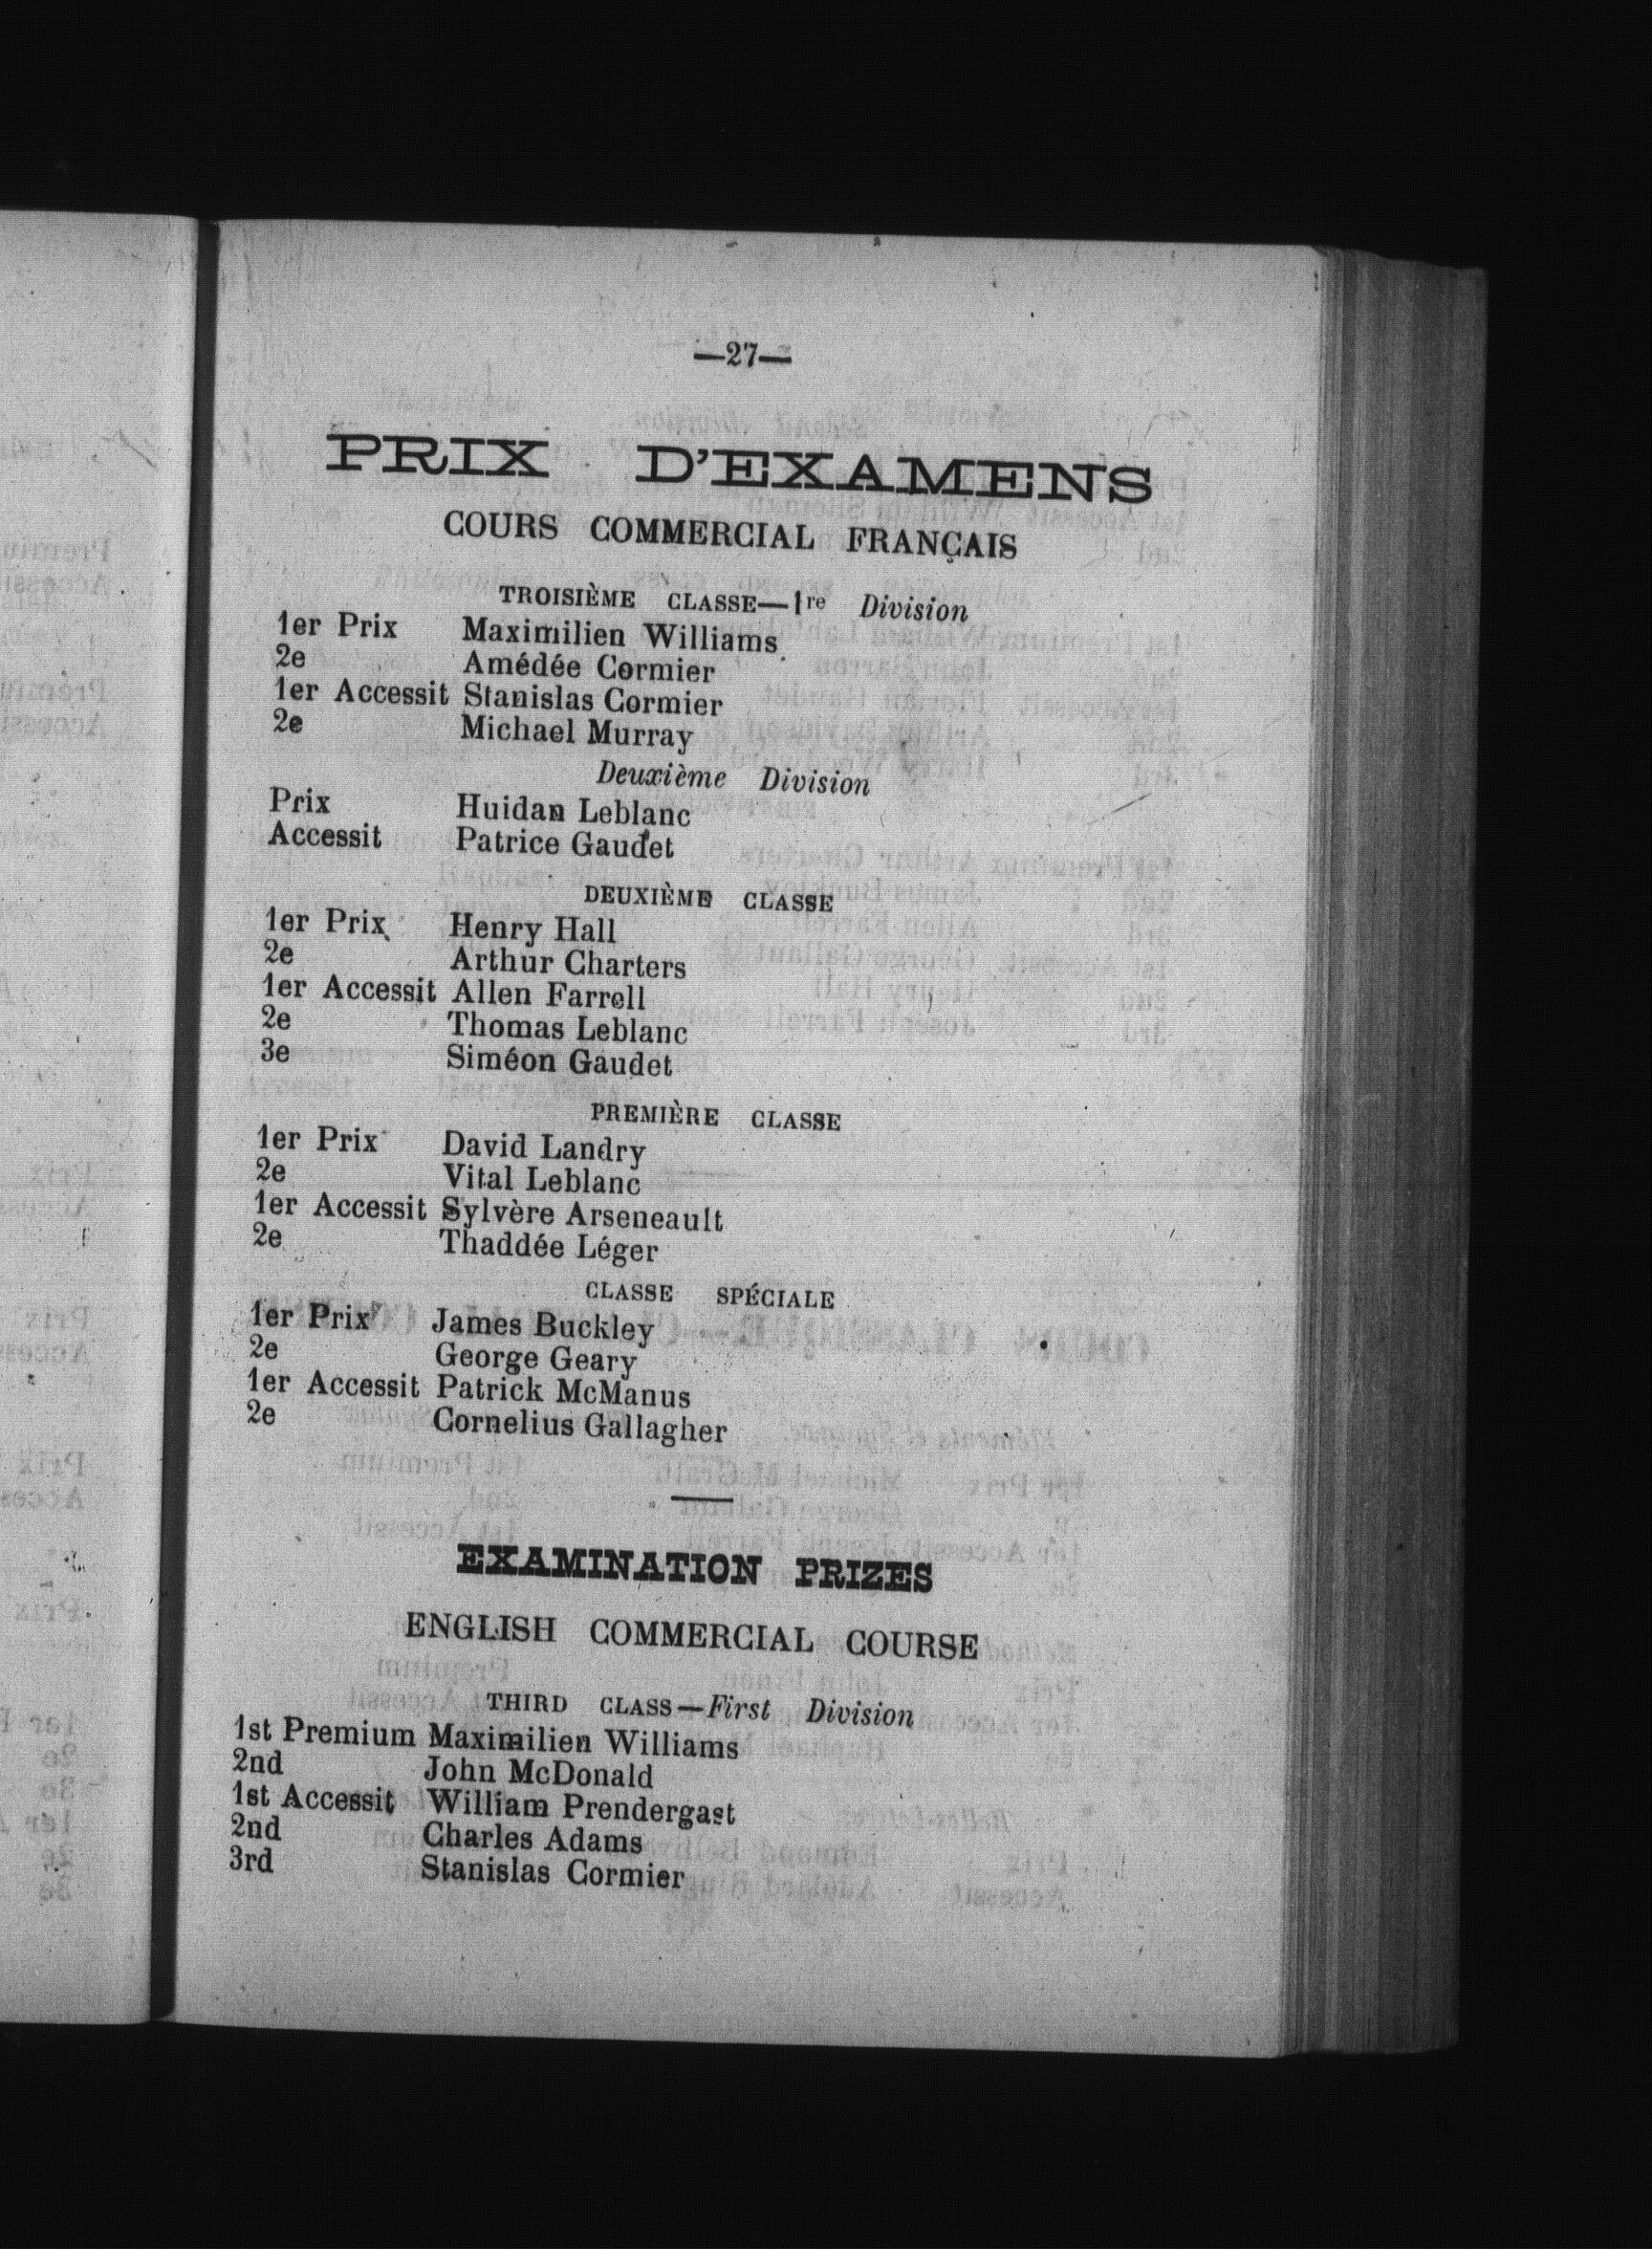 —27—
PRIX D'EXAMENS
COURS COMMERCIAL FRANÇAIS
TROISIÈME CLASSE—1re Division
1er Prix Maximilien Williams
2e Amédée Cormier
1er Accessit Stanislas Cormier
2e Michael Murray
Deuxième Division
Prix Huidan Leblanc
Accessit Patrice Gaudet
DEUXIÈME CLASSE
1er Prix Henry Hall
2e Arthur Charters
1er Accessit Allen Farrell
2e Thomas Leblanc
3e Siméon Gaudet
PREMIÈRE CLASSE
1er Prix David Landry
2e Vital Leblanc
1er Accessit Sylvère Arseneault
2e Thaddée Léger
CLASSE SPÉCIALE
1er Prix James Buckley
2e George Geary
1er Accessit Patrick McManus
2e Cornelius Gallagher
EXAMINATION PRIZES
ENGLISH COMMERCIAL COURSE
THIRD CLASS—First Division
1st Premium Maximilien Williams
2nd John McDonald
1st Accessit William Prendergast
2nd Charles Adams
3rd Stanislas Cormier